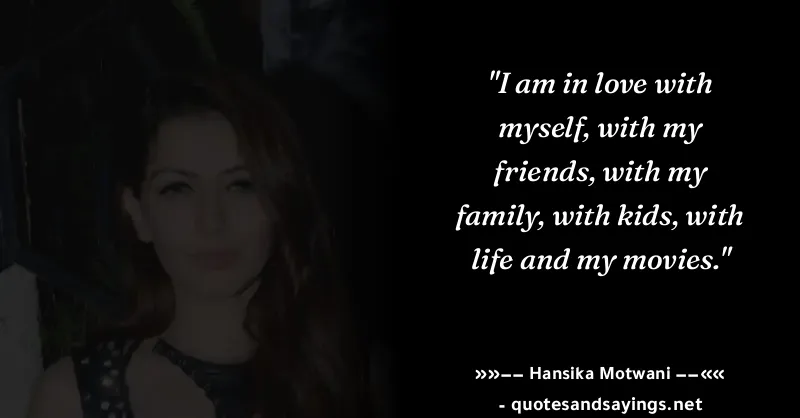 "I am in love with
myself, with my
friends, with my
family, with kids, with
life and my movies."
»»−− Hansika Motwani −−««
- quotesandsayings.net